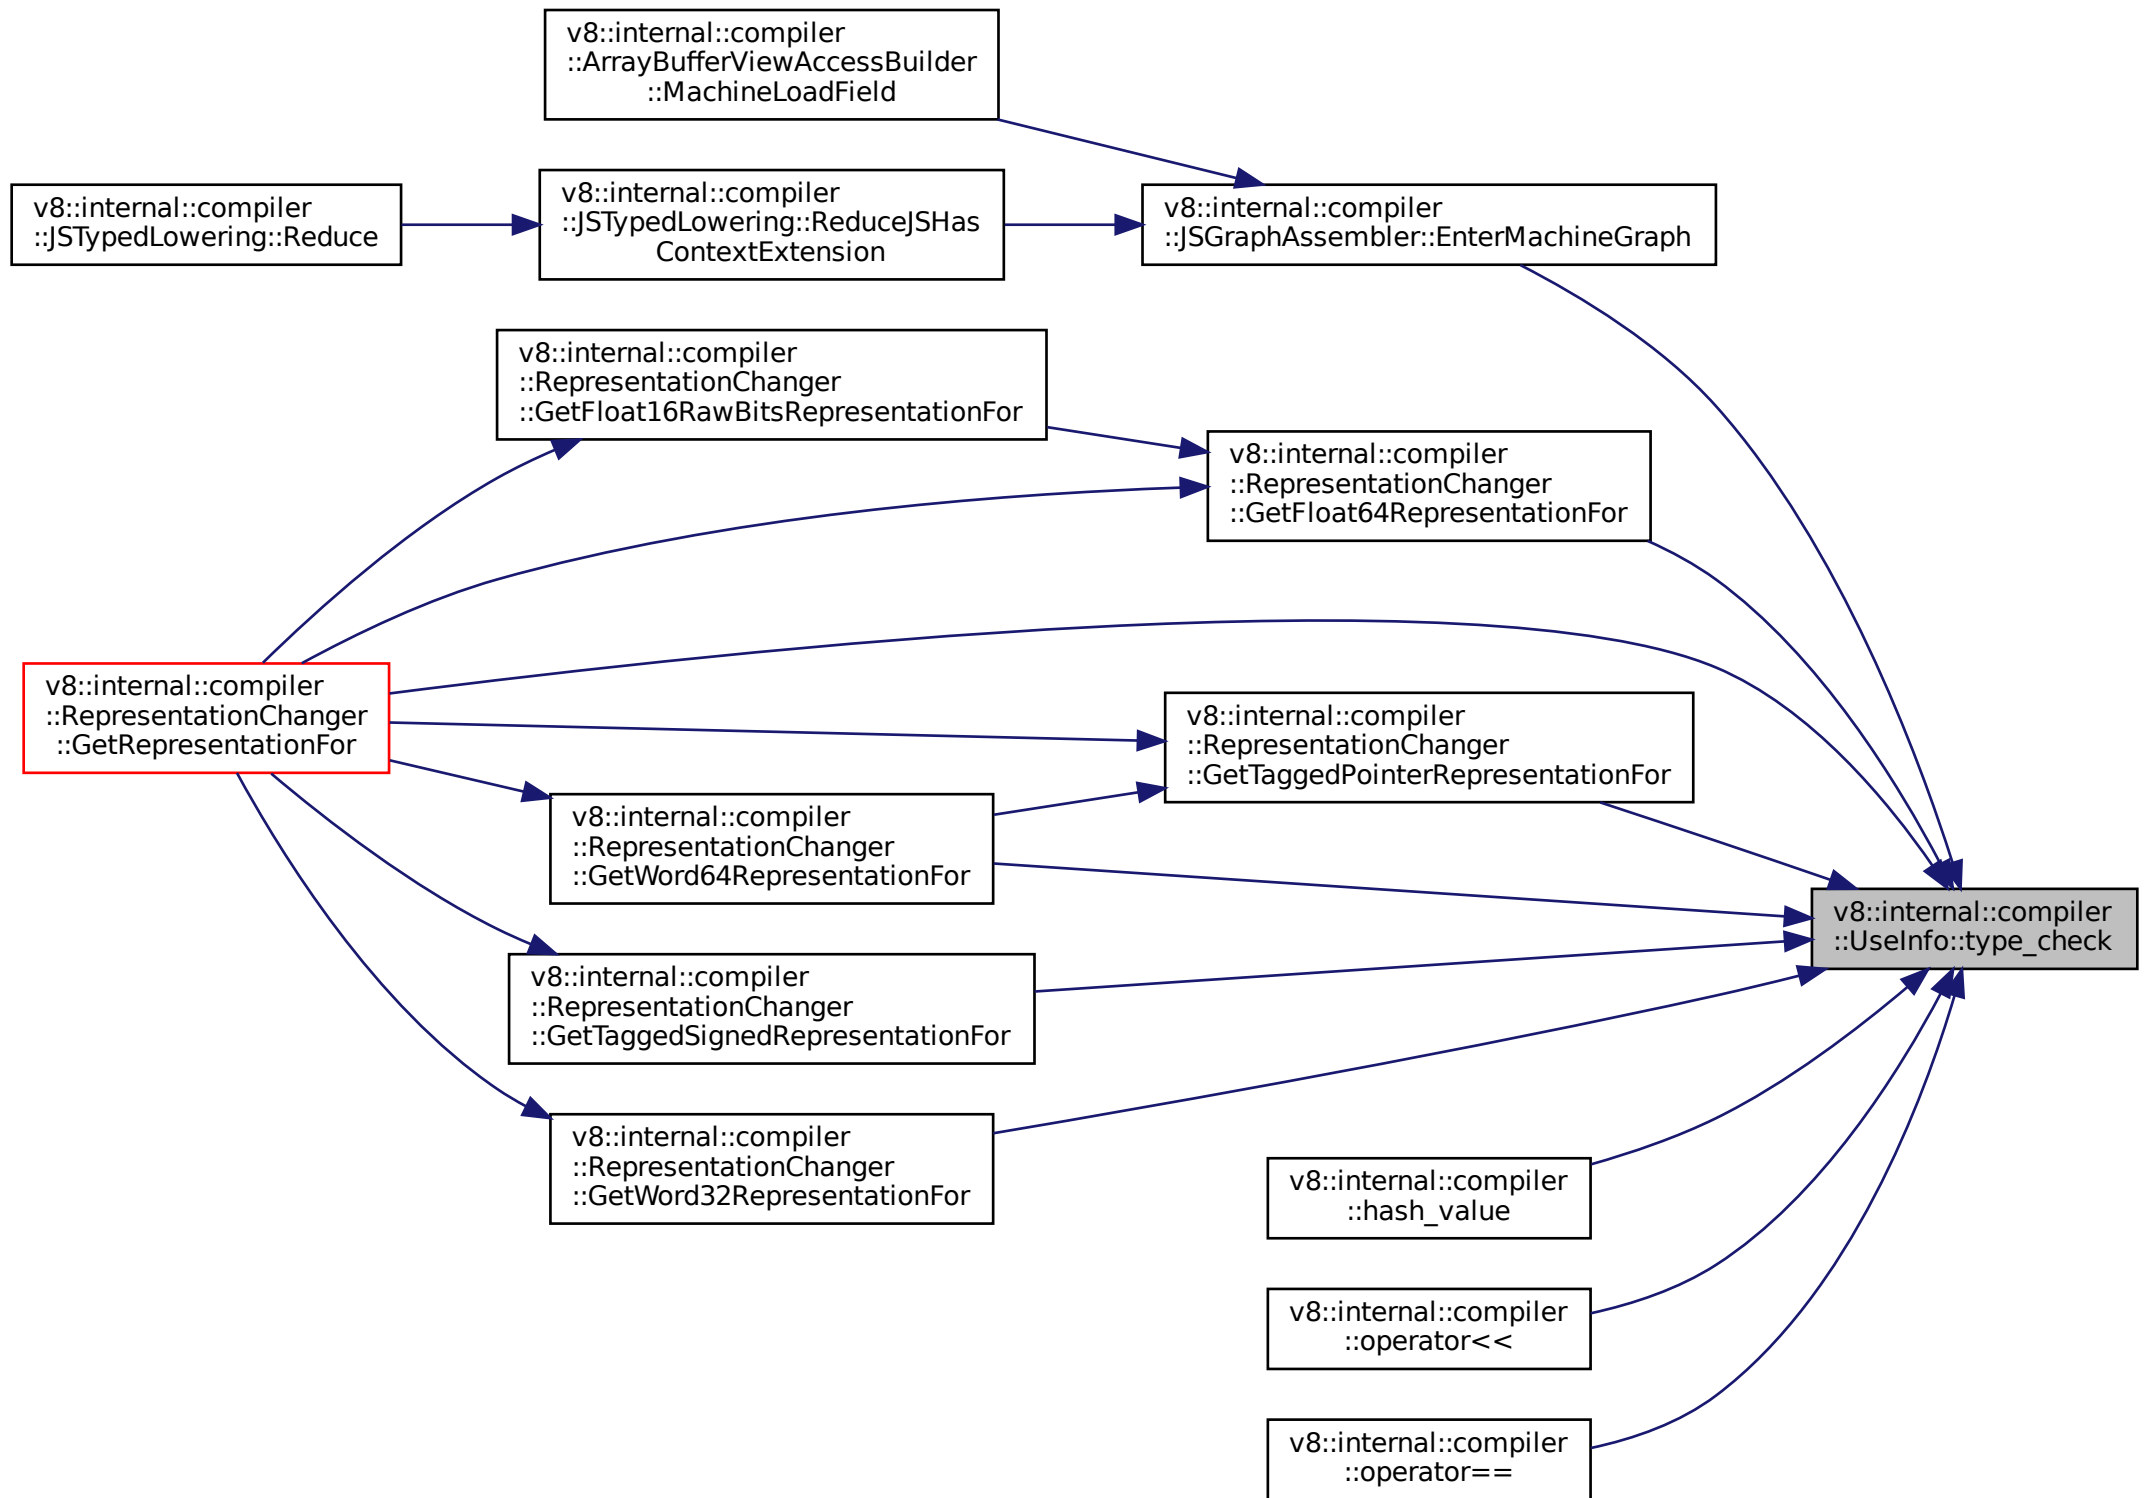 v8::internal::compiler
::ArrayBufferViewAccessBuilder
::MachineLoadField
v8::internal::compiler
::JSTypedLowering::Reduce
v8::internal::compiler
::JSTypedLowering::ReduceJSHas
ContextExtension
v8::internal::compiler
::JSGraphAssembler::EnterMachineGraph
v8::internal::compiler
::RepresentationChanger
::GetFloat16RawBitsRepresentationFor
v8::internal::compiler
::RepresentationChanger
::GetFloat64RepresentationFor
v8::internal::compiler
::RepresentationChanger
::GetRepresentationFor
v8::internal::compiler
::RepresentationChanger
::GetTaggedPointerRepresentationFor
v8::internal::compiler
::RepresentationChanger
::GetWord64RepresentationFor
v8::internal::compiler
::UseInfo::type_check
v8::internal::compiler
::RepresentationChanger
::GetTaggedSignedRepresentationFor
v8::internal::compiler
::RepresentationChanger
::GetWord32RepresentationFor
v8::internal::compiler
::hash_value
v8::internal::compiler
::operator<<
v8::internal::compiler
::operator==